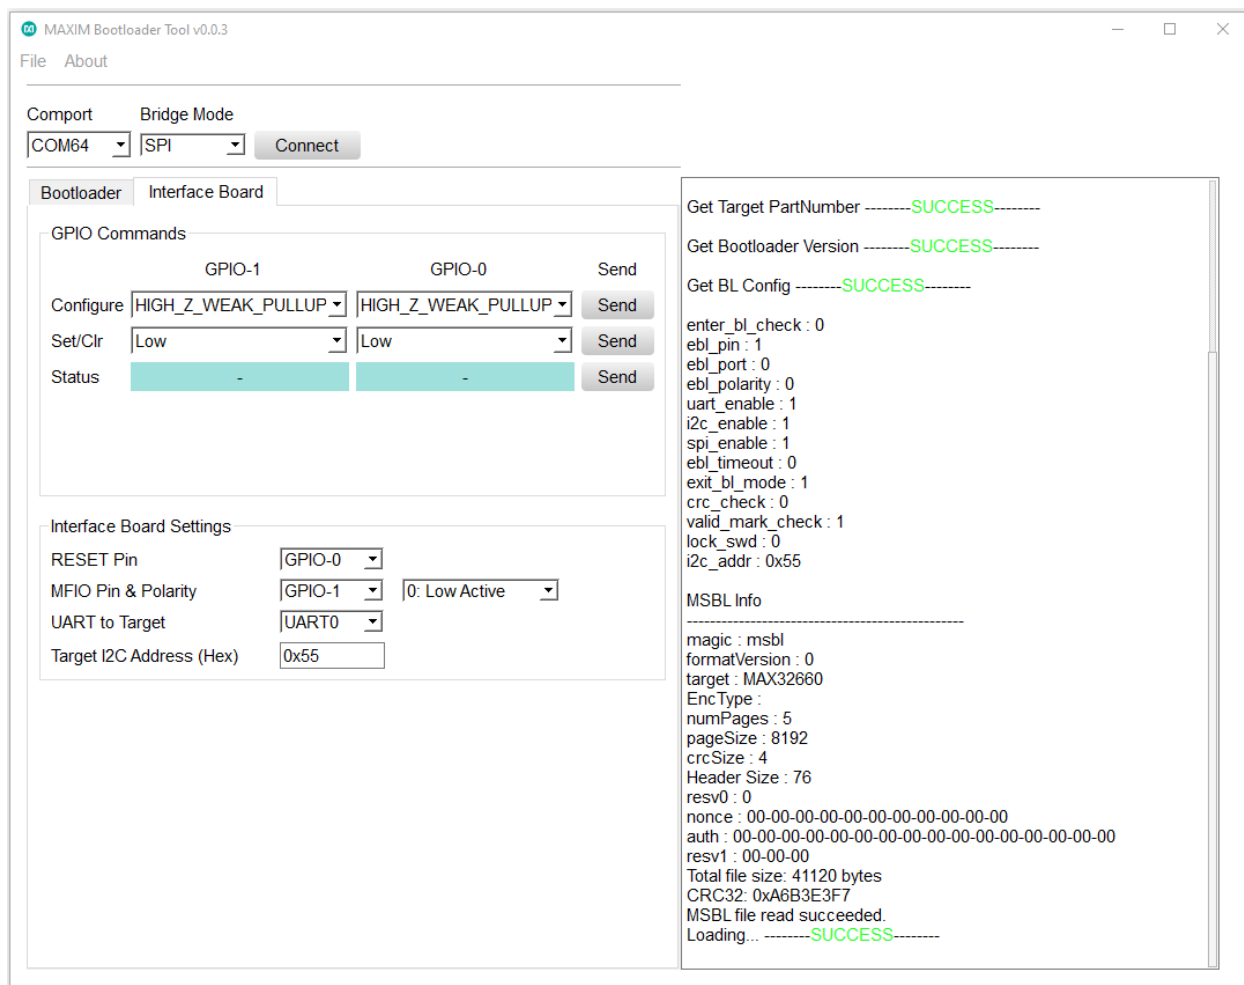 MAXIM Bootloader Tool v0.0.3
File About
Comport Bridge Mode
COM64 SPI Connect
Bootloader Interface Board
GPIO Commands
GPIO-1 GPIO-0 Send
Configure HIGH_Z_WEAK_PULLUP HIGH_Z_WEAK_PULLUP Send
Set/Clr Low Low Send
Status - - Send
Interface Board Settings
RESET Pin GPIO-0
MFIO Pin & Polarity GPIO-1 0: Low Active
UART to Target UART0
Target I2C Address (Hex) 0x55
Get Target PartNumber --------SUCCESS--------
Get Bootloader Version --------SUCCESS--------
Get BL Config --------SUCCESS--------
enter_bl_check : 0
ebl_pin : 1
ebl_port : 0
ebl_polarity : 0
uart_enable : 1
i2c_enable : 1
spi_enable : 1
ebl_timeout : 0
exit_bl_mode : 1
crc_check : 0
valid_mark_check : 1
lock_swd : 0
i2c_addr : 0x55
MSBL Info
------------------------------------------------
magic : msbl
formatVersion : 0
target : MAX32660
EncType :
numPages : 5
pageSize : 8192
crcSize : 4
Header Size : 76
resv0 : 0
nonce : 00-00-00-00-00-00-00-00-00-00-00
auth : 00-00-00-00-00-00-00-00-00-00-00-00-00-00-00-00
resv1 : 00-00-00
Total file size: 41120 bytes
CRC32: 0xA6B3E3F7
MSBL file read succeeded.
Loading... --------SUCCESS--------